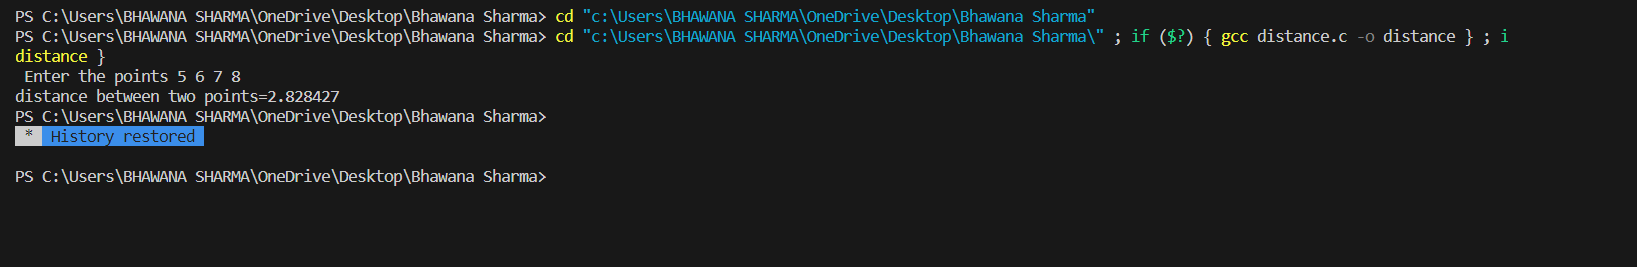 PS C:\Users\BHAWANA SHARMA\OneDrive\Desktop\Bhawana Sharma> cd "c:\Users\BHAWANA SHARMA\OneDrive\Desktop\Bhawana Sharma"
PS C:\Users\BHAWANA SHARMA\OneDrive\Desktop\Bhawana Sharma> cd "c:\Users\BHAWANA SHARMA\OneDrive\Desktop\Bhawana Sharma\" ; if ($?) { gcc distance.c -o distance } ; i
distance }
Enter the points 5 6 7 8
distance between two points=2.828427
PS C:\Users\BHAWANA SHARMA\OneDrive\Desktop\Bhawana Sharma>
* History restored
PS C:\Users\BHAWANA SHARMA\OneDrive\Desktop\Bhawana Sharma>